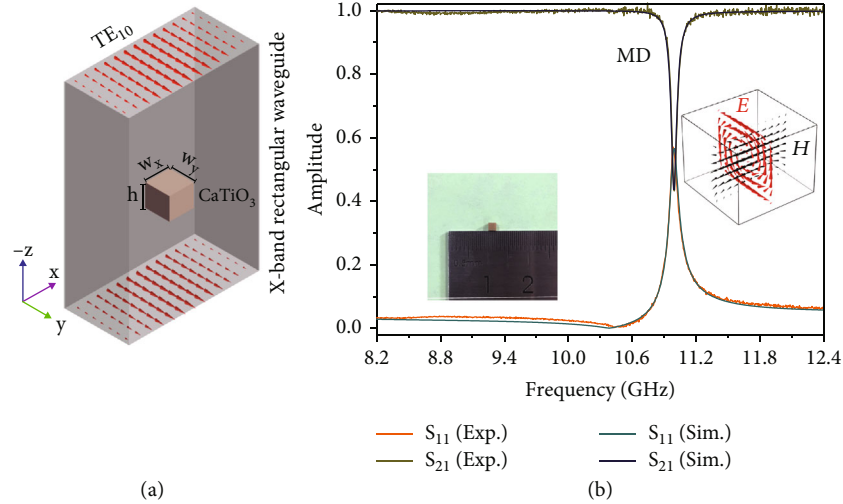 (a)
TE10
X-band rectangular waveguide
wx
wy
h
CaTiO3
−z
x
y
(b)
Amplitude
1.0
0.8
0.6
0.4
0.2
0.0
MD
E
H
1
2
8.2 8.8 9.4 10.0 10.6 11.2 11.8 12.4
Frequency (GHz)
S11 (Exp.) S11 (Sim.)
S21 (Exp.) S21 (Sim.)